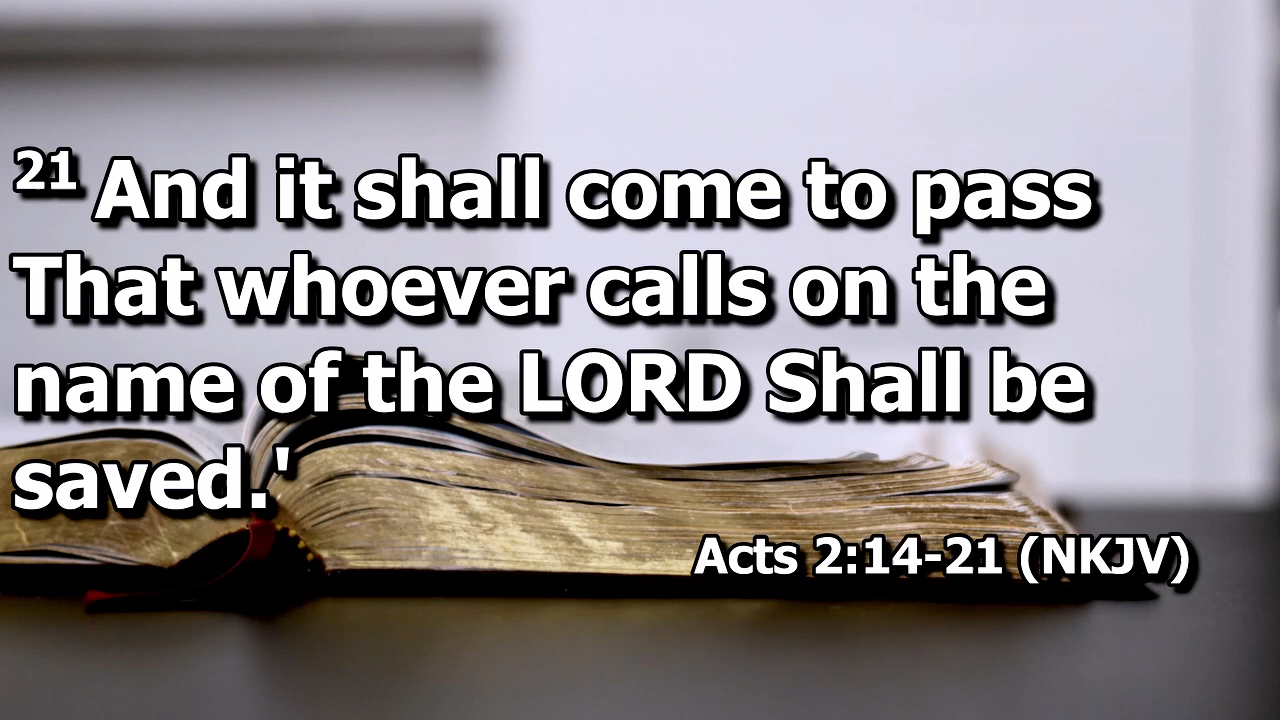 21 And it shall come to pass
That whoever calls on the
name of the LORD Shall be
saved.'
Acts 2:14-21 (NKJV)